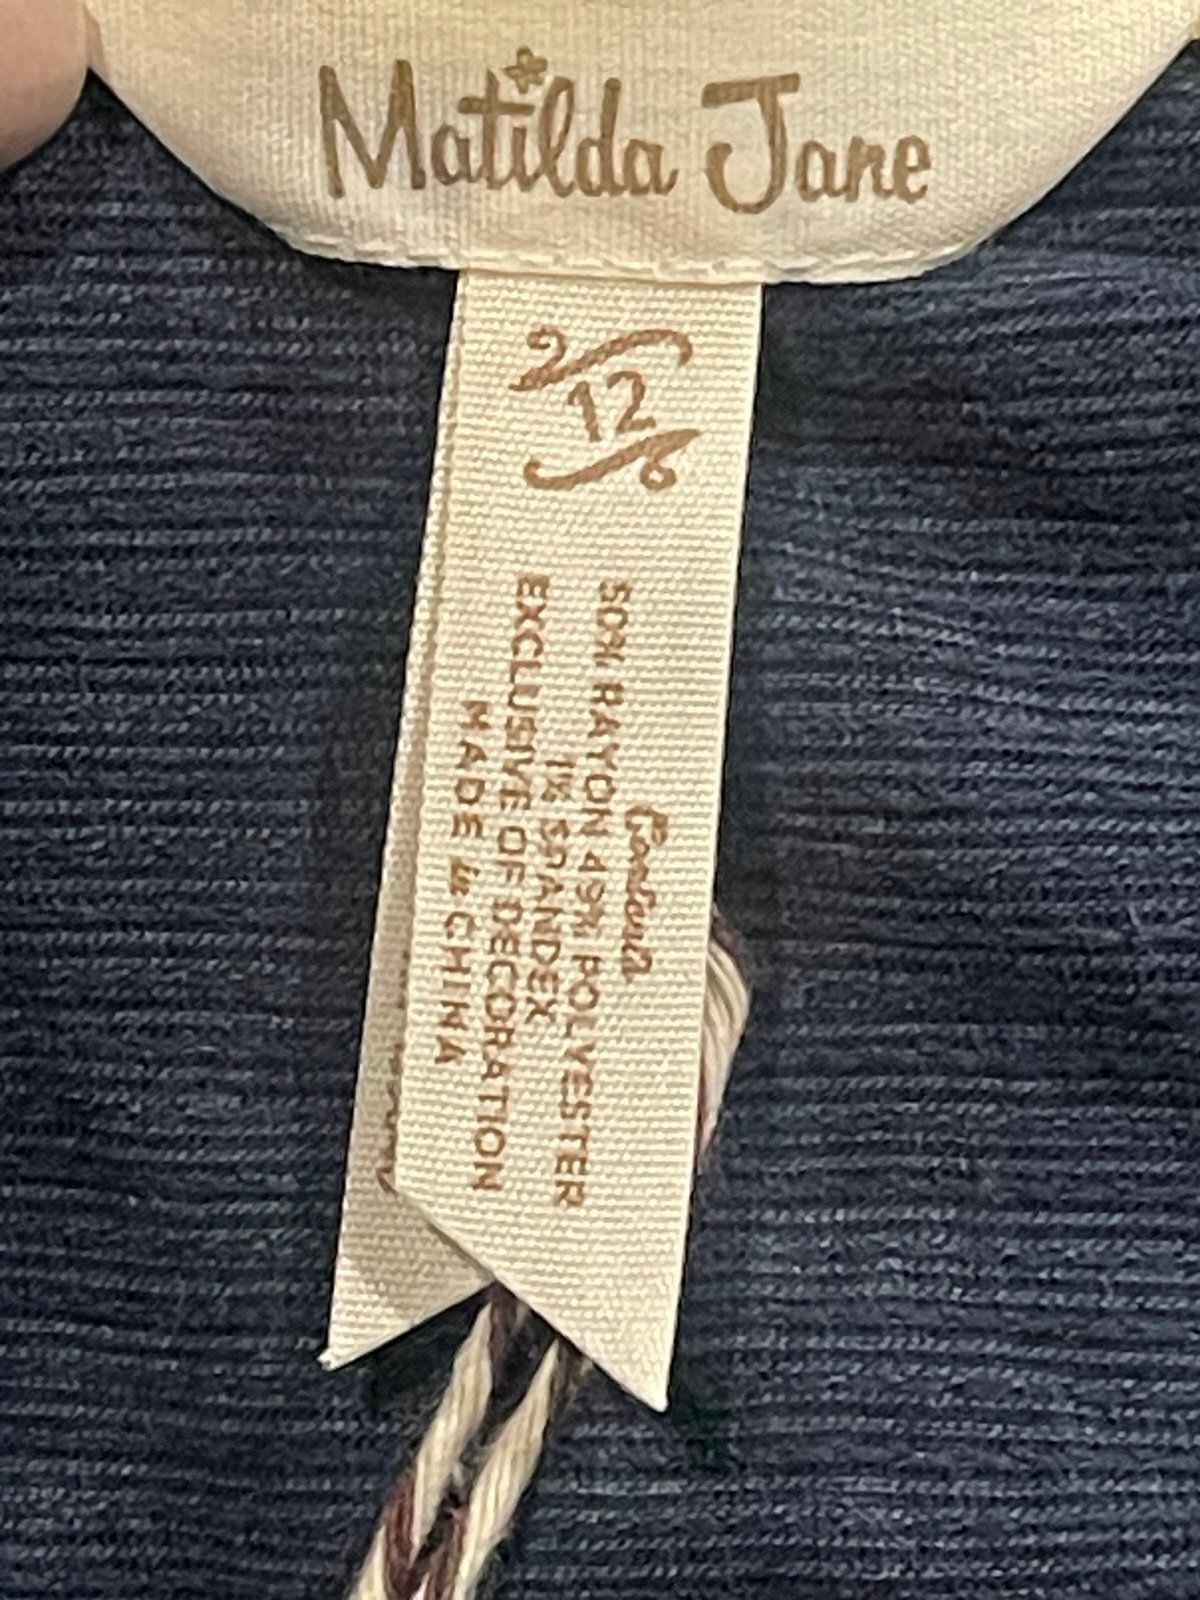 Matilda Jane
12
Content
50% RAYON 49% POLYESTER
1% SPANDEX
EXCLUSIVE OF DECORATION
MADE in CHINA